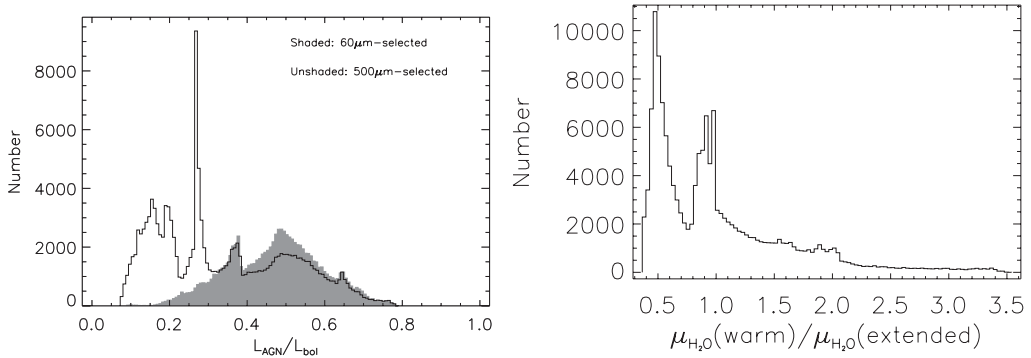 Shaded: 60μm−selected
Unshaded: 500μm−selected
Number
8000
6000
4000
2000
0
0.0 0.2 0.4 0.6 0.8 1.0
L_AGN/L_bol
Number
10000
8000
6000
4000
2000
0
0.5 1.0 1.5 2.0 2.5 3.0 3.5
μ_H₂O(warm)/μ_H₂O(extended)